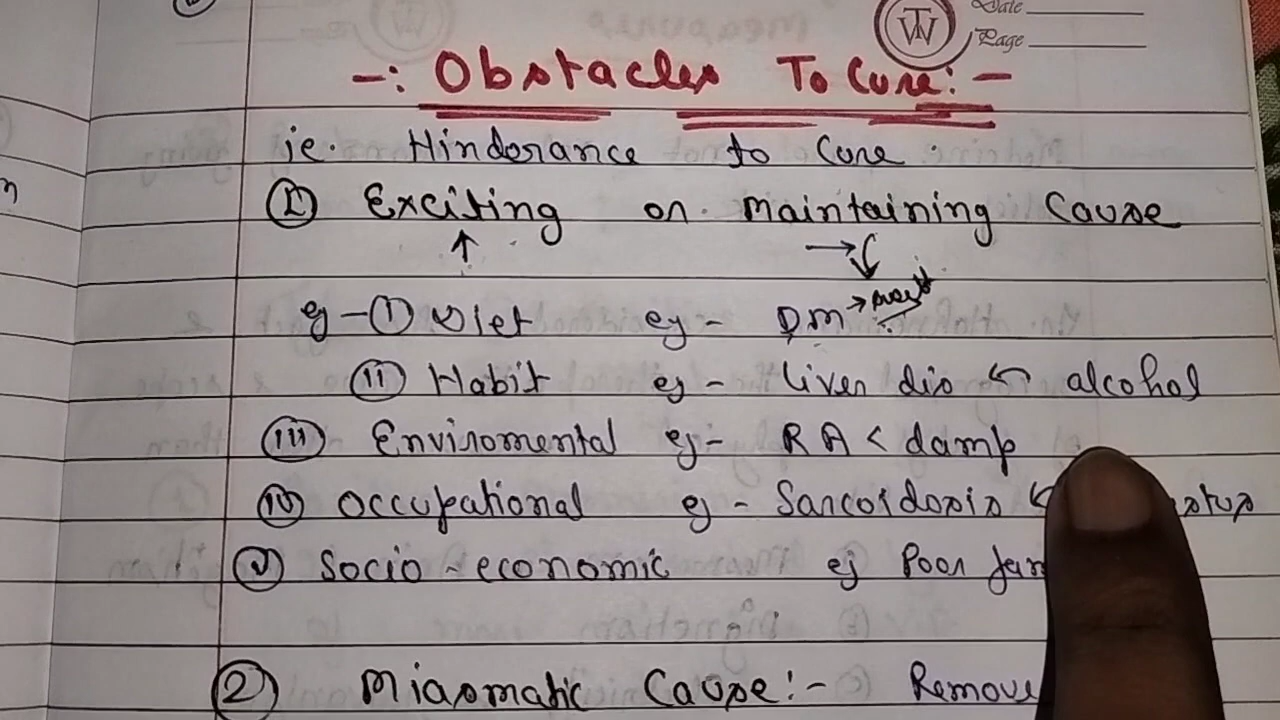 Date
Page
-: Obstacles To Cure:-
ie. Hinderance to Cure.
① Exciting or maintaining Cause
eg - (i) Diet eg - DM →
(ii) Habit eg - liver dis ← alcohol
(iii) Enviromental eg - RA < damp
(iv) Occupational eg - Sarcoidosis ←
(v) Socio-economic eg Poor
② Miasmatic Cause:- Remove